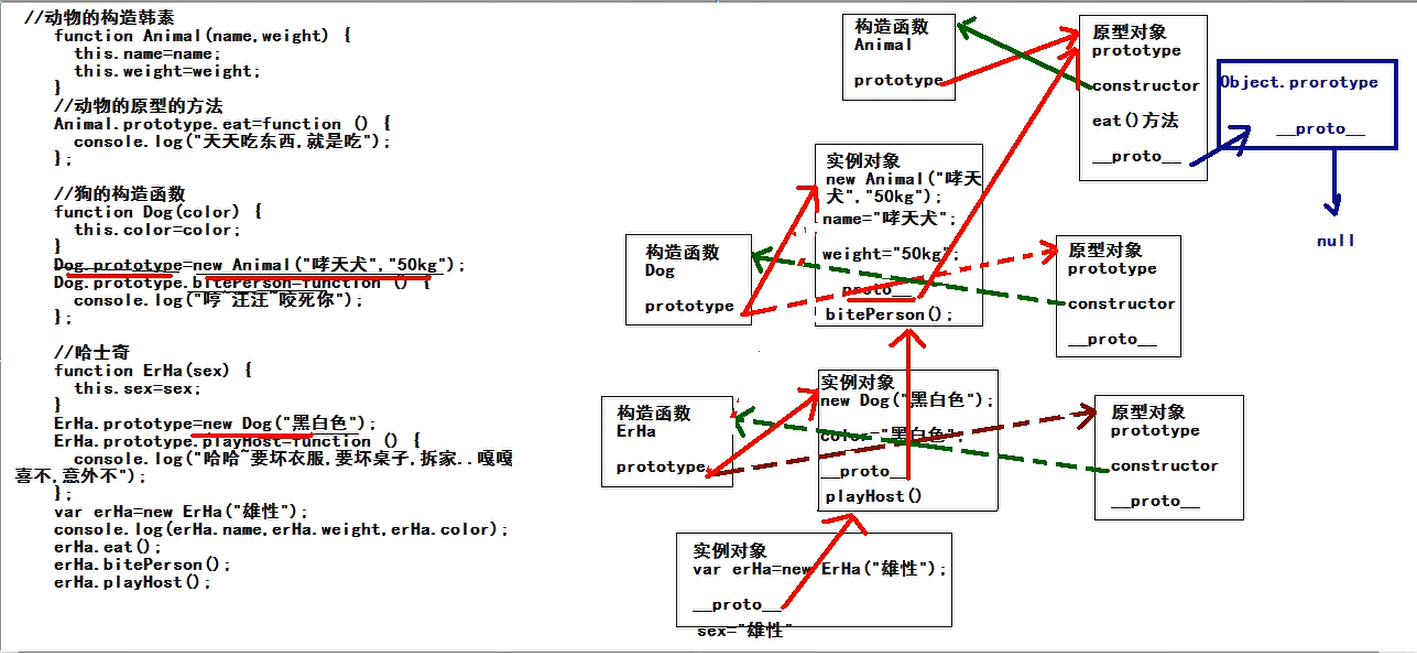 //动物的构造韩素
function Animal(name,weight) {
this.name=name;
this.weight=weight;
}
//动物的原型的方法
Animal.prototype.eat=function () {
console.log("天天吃东西,就是吃");
};
//狗的构造函数
function Dog(color) {
this.color=color;
}
Dog.prototype=new Animal("哮天犬","50kg");
Dog.prototype.bitePerson=function () {
console.log("哼~汪汪~咬死你");
};
//哈士奇
function ErHa(sex) {
this.sex=sex;
}
ErHa.prototype=new Dog("黑白色");
ErHa.prototype.playHost=function () {
console.log("哈哈~要坏衣服,要坏桌子,拆家..嘎嘎
喜不,意外不");
};
var erHa=new ErHa("雄性");
console.log(erHa.name,erHa.weight,erHa.color);
erHa.eat();
erHa.bitePerson();
erHa.playHost();
构造函数
Animal
prototype
原型对象
prototype
constructor
eat()方法
__proto__
Object.prorotype
__proto__
null
实例对象
new Animal("哮天
犬","50kg");
name="哮天犬";
weight="50kg";
__proto__
bitePerson();
构造函数
Dog
prototype
原型对象
prototype
constructor
__proto__
实例对象
new Dog("黑白色");
color="黑白色";
__proto__
playHost()
构造函数
ErHa
prototype
原型对象
prototype
constructor
__proto__
实例对象
var erHa=new ErHa("雄性");
__proto__
sex="雄性"